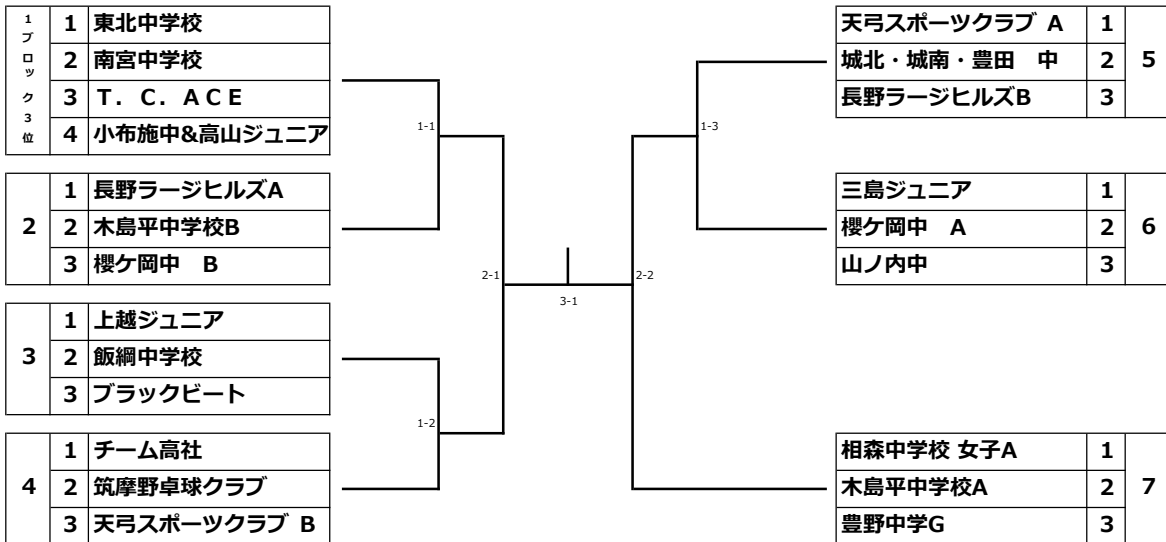 1ブロック3位
1 東北中学校
2 南宮中学校
3 T．C．ACE
4 小布施中&高山ジュニア
2
1 長野ラージヒルズA
2 木島平中学校B
3 櫻ケ岡中　B
3
1 上越ジュニア
2 飯綱中学校
3 ブラックビート
4
1 チーム高社
2 筑摩野卓球クラブ
3 天弓スポーツクラブ B
1-1
1-2
2-1
3-1
2-2
1-3
天弓スポーツクラブ A 1
城北・城南・豊田　中 2
長野ラージヒルズB 3
5
三島ジュニア 1
櫻ケ岡中　A 2
山ノ内中 3
6
相森中学校 女子A 1
木島平中学校A 2
豊野中学G 3
7